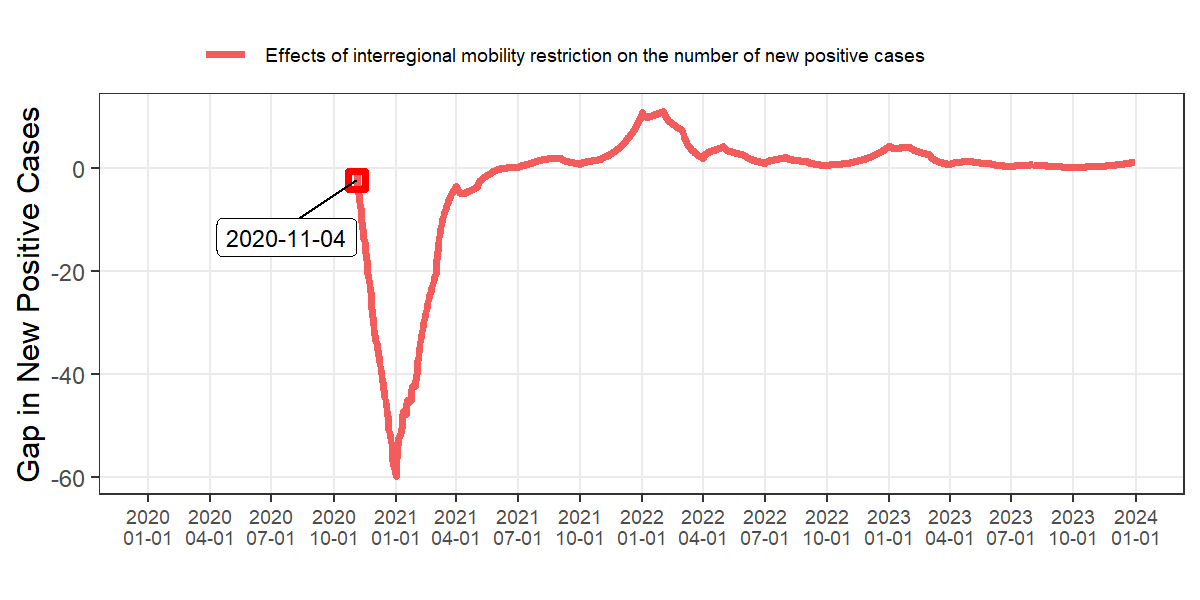 Effects of interregional mobility restriction on the number of new positive cases
Gap in New Positive Cases
0
-20
-40
-60
2020-11-04
2020 2020 2020 2020 2021 2021 2021 2021 2022 2022 2022 2022 2023 2023 2023 2023 2024
01-01 04-01 07-01 10-01 01-01 04-01 07-01 10-01 01-01 04-01 07-01 10-01 01-01 04-01 07-01 10-01 01-01